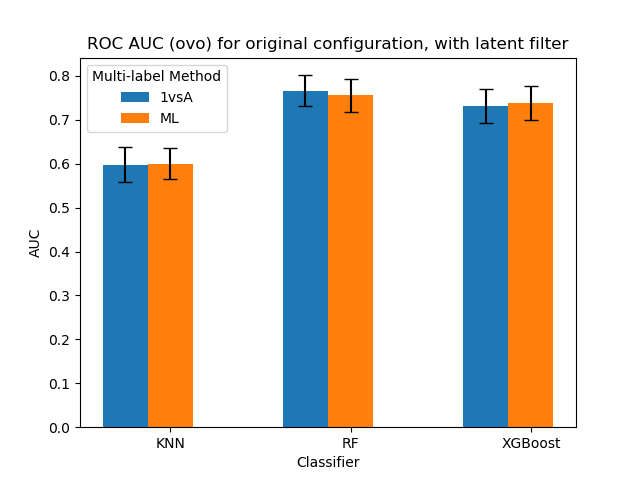 ROC AUC (ovo) for original configuration, with latent filter
Multi-label Method
1vsA
ML
AUC
0.8
0.7
0.6
0.5
0.4
0.3
0.2
0.1
0.0
KNN RF XGBoost
Classifier